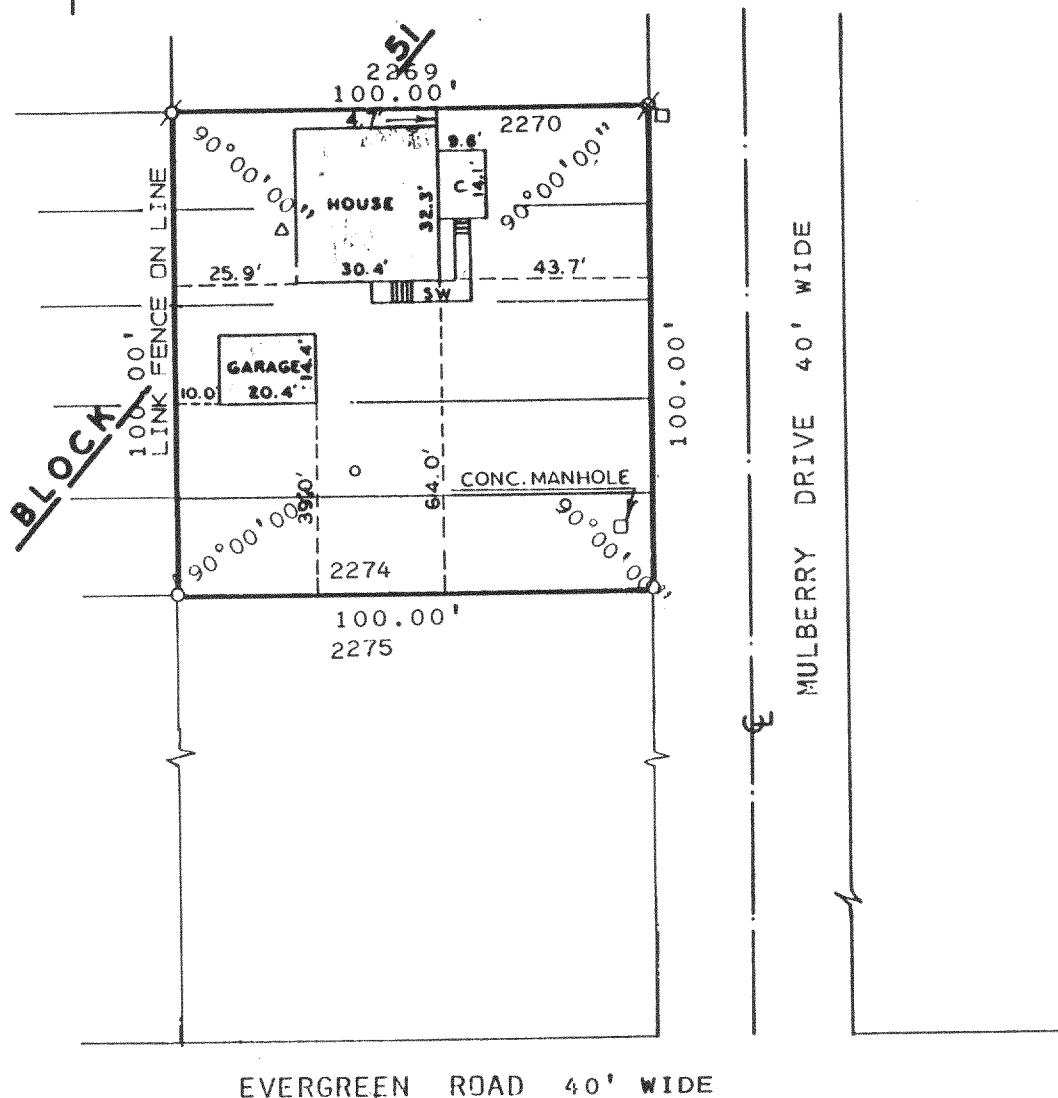 51
2269
100.00'
4.7'
2270
90°00'00"
90°00'00"
9.6'
C
14.1'
HOUSE
32.3'
25.9'
30.4'
43.7'
SW
LINK FENCE ON LINE
100.00'
BLOCK
GARAGE
14.4'
10.0
20.4'
100.00'
MULBERRY DRIVE 40' WIDE
64.0'
CONC. MANHOLE
90°00'00"
90°00'00"
2274
100.00'
2275
EVERGREEN ROAD 40' WIDE